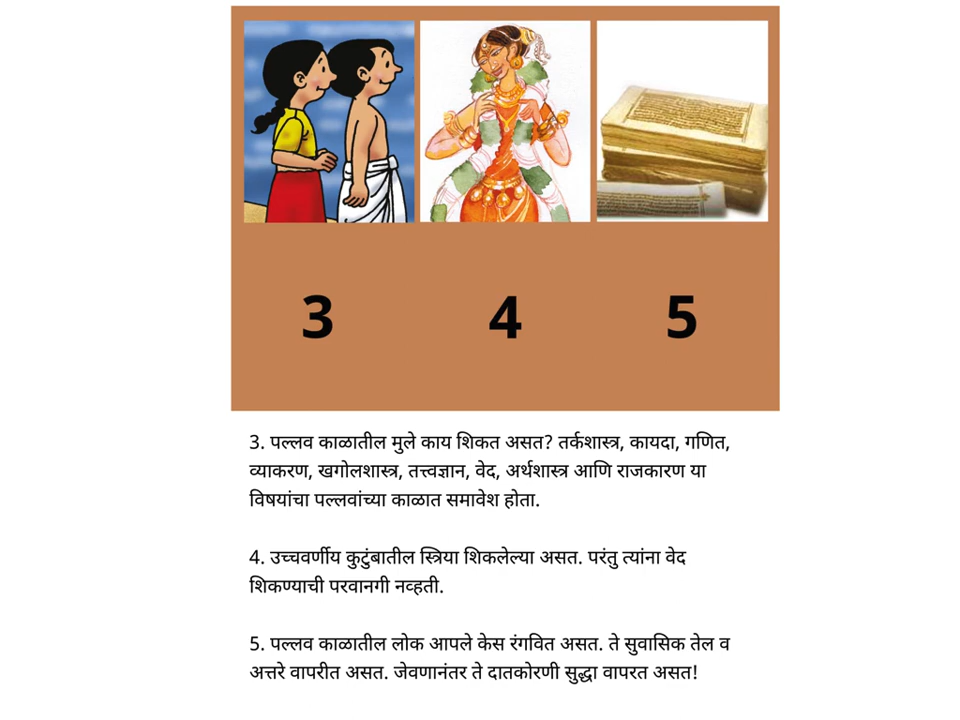 3 4 5
3. पल्लव काळातील मुले काय शिकत असत? तर्कशास्त्र, कायदा, गणित,
व्याकरण, खगोलशास्त्र, तत्त्वज्ञान, वेद, अर्थशास्त्र आणि राजकारण या
विषयांचा पल्लवांच्या काळात समावेश होता.
4. उच्चवर्णीय कुटुंबातील स्त्रिया शिकलेल्या असत. परंतु त्यांना वेद
शिकण्याची परवानगी नव्हती.
5. पल्लव काळातील लोक आपले केस रंगवित असत. ते सुवासिक तेल व
अत्तरे वापरीत असत. जेवणानंतर ते दातकोरणी सुद्धा वापरत असत!